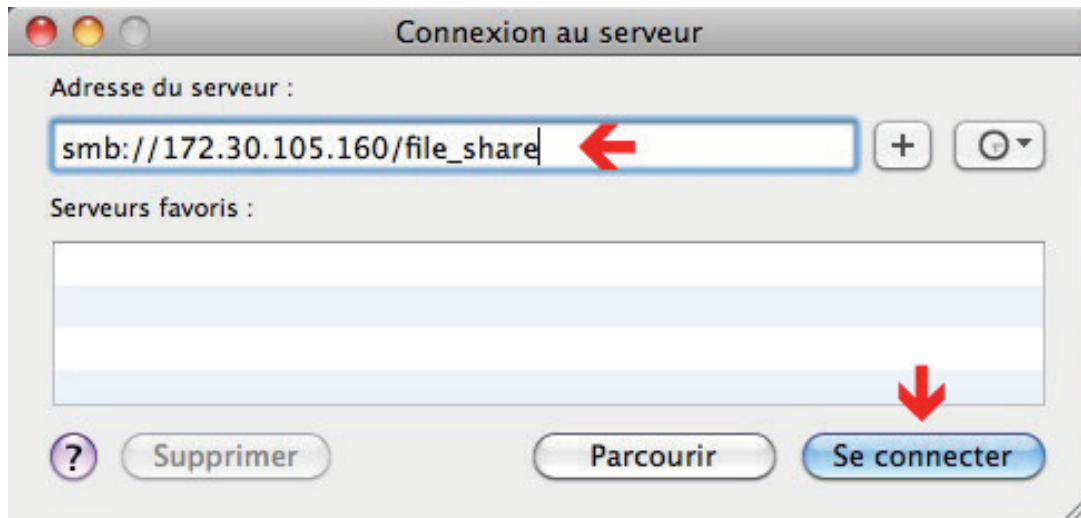 Connexion au serveur
Adresse du serveur :
smb://172.30.105.160/file_share
+
Serveurs favoris :
? Supprimer Parcourir Se connecter